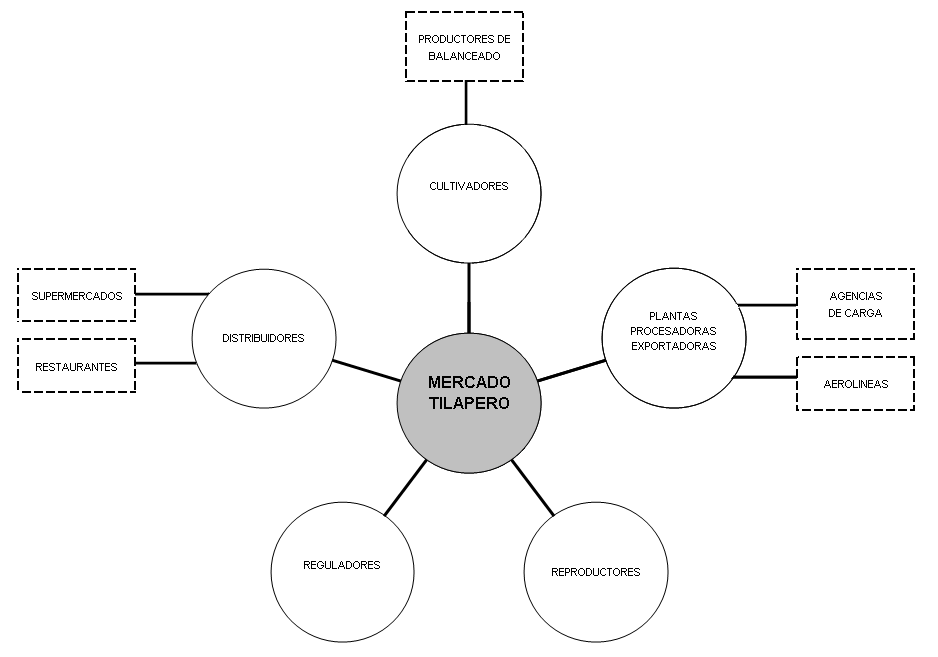 PRODUCTORES DE
BALANCEADO
CULTIVADORES
SUPERMERCADOS
RESTAURANTES
DISTRIBUIDORES
PLANTAS
PROCESADORAS
EXPORTADORAS
AGENCIAS
DE CARGA
AEROLINEAS
MERCADO
TILAPERO
REGULADORES
REPRODUCTORES